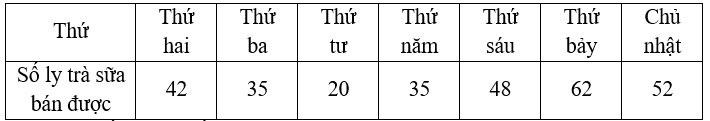 Thứ Thứ hai Thứ ba Thứ tư Thứ năm Thứ sáu Thứ bảy Chủ nhật
Số ly trà sữa bán được 42 35 20 35 48 62 52